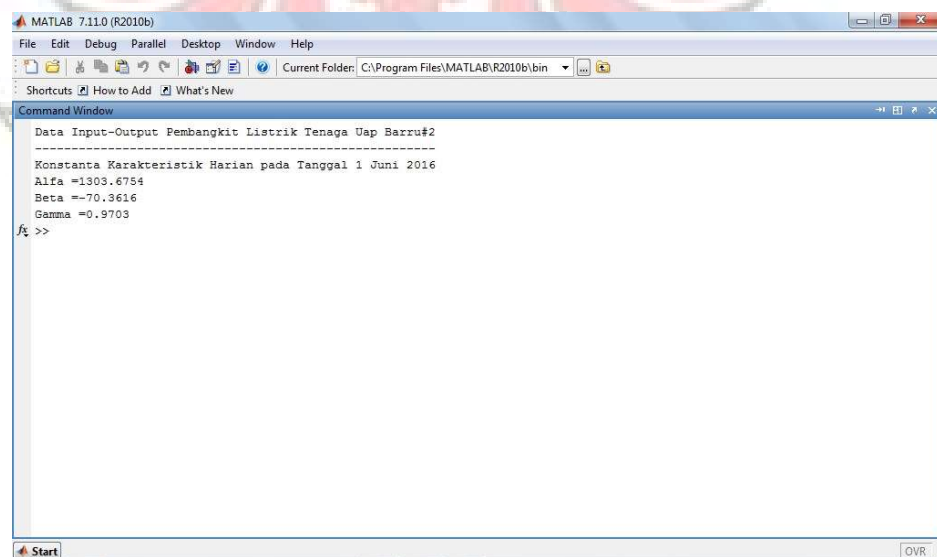 MATLAB 7.11.0 (R2010b)
File Edit Debug Parallel Desktop Window Help
Current Folder: C:\Program Files\MATLAB\R2010b\bin
Shortcuts How to Add What's New
Command Window
Data Input-Output Pembangkit Listrik Tenaga Uap Barru#2
-------------------------------------------------------
Konstanta Karakteristik Harian pada Tanggal 1 Juni 2016
Alfa =1303.6754
Beta =-70.3616
Gamma =0.9703
fx >>
Start
OVR